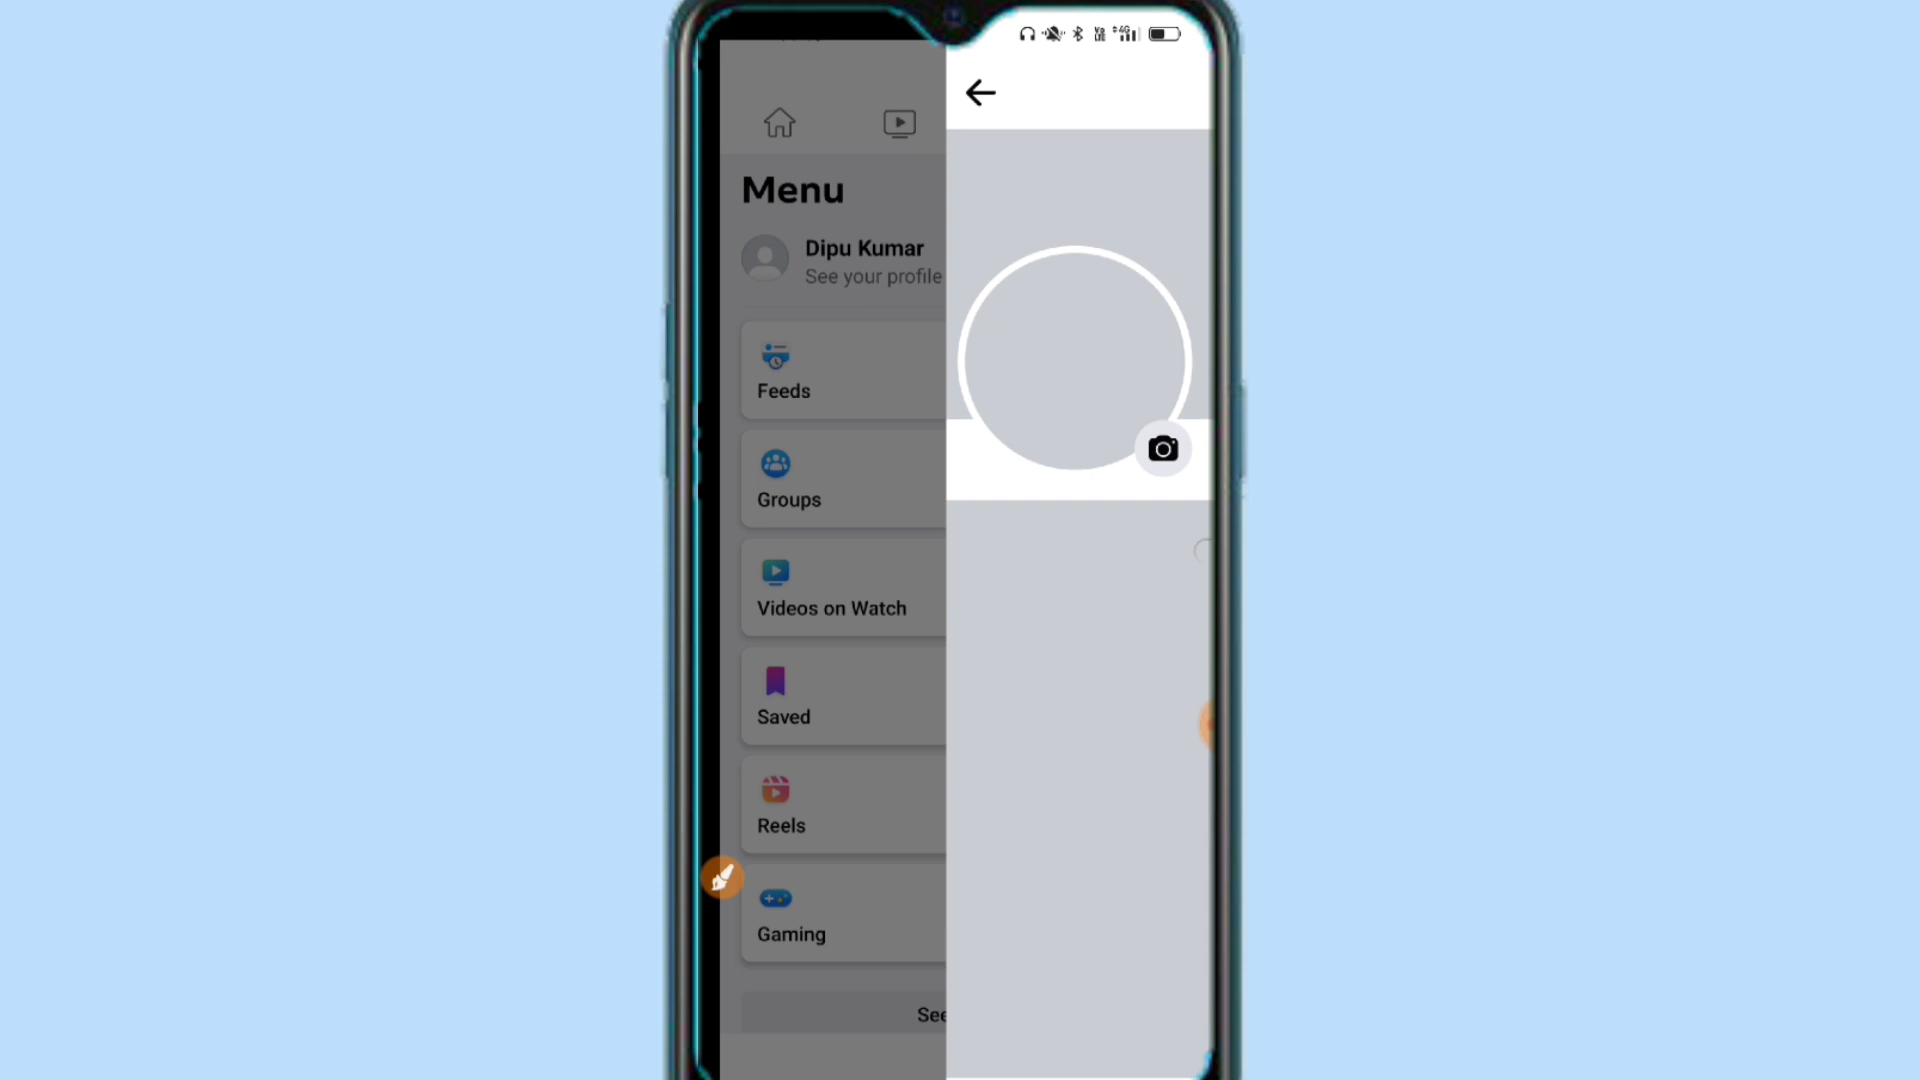 Menu
Dipu Kumar
See your profile
Feeds
Groups
Videos on Watch
Saved
Reels
Gaming
See